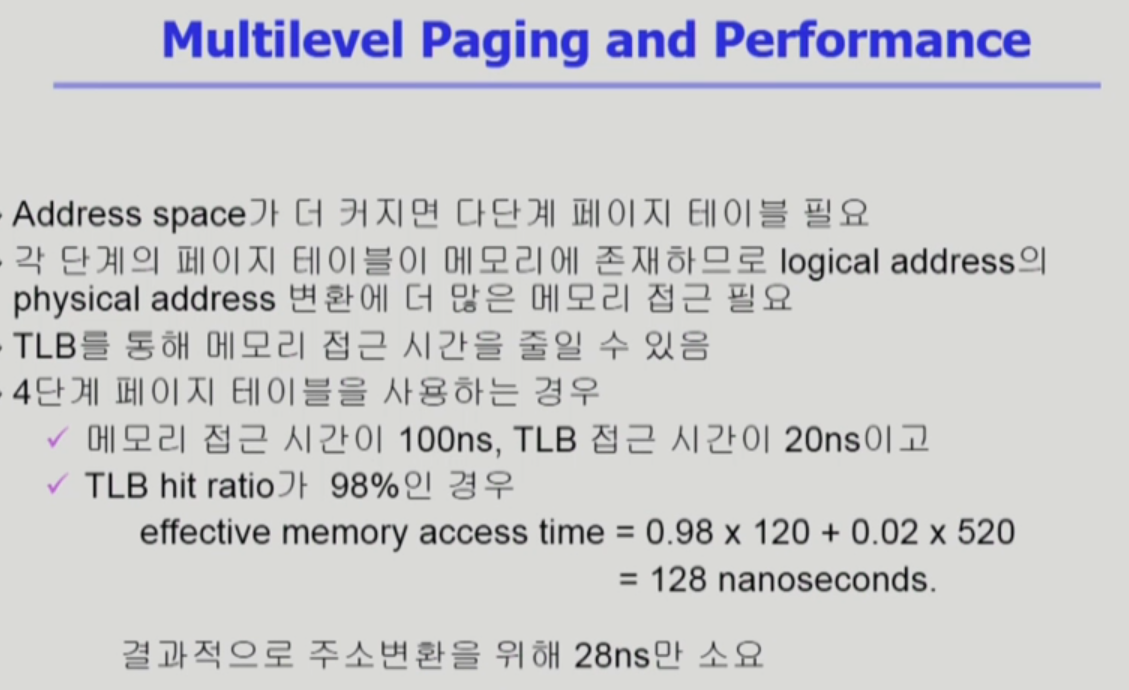 Multilevel Paging and Performance
Address space가 더 커지면 다단계 페이지 테이블 필요
각 단계의 페이지 테이블이 메모리에 존재하므로 logical address의
physical address 변환에 더 많은 메모리 접근 필요
TLB를 통해 메모리 접근 시간을 줄일 수 있음
4단계 페이지 테이블을 사용하는 경우
✓ 메모리 접근 시간이 100ns, TLB 접근 시간이 20ns이고
✓ TLB hit ratio가 98%인 경우
effective memory access time = 0.98 x 120 + 0.02 x 520
= 128 nanoseconds.
결과적으로 주소변환을 위해 28ns만 소요